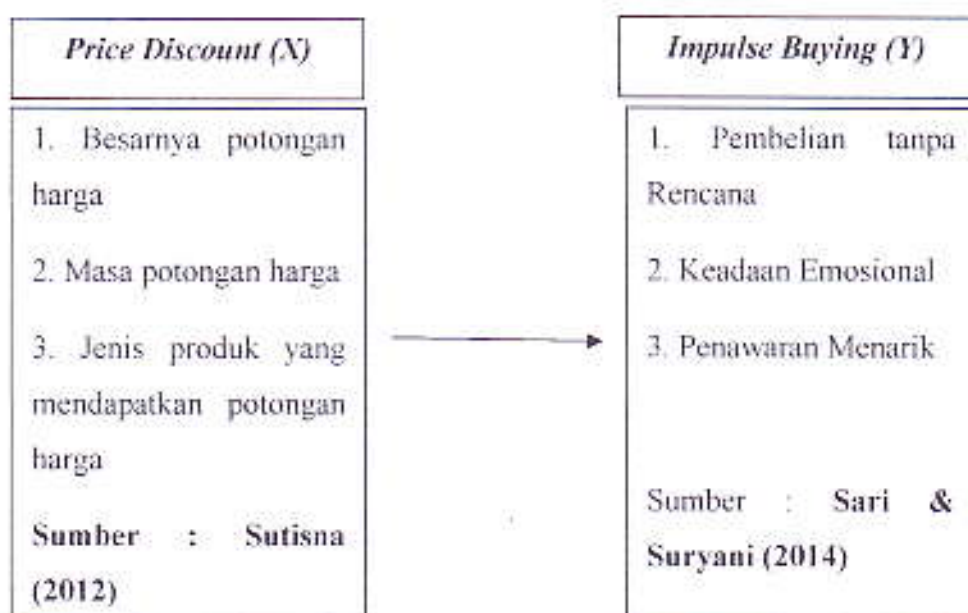 Price Discount (X)
1. Besarnya potongan
harga
2. Masa potongan harga
3. Jenis produk yang
mendapatkan potongan
harga
Sumber : Sutisna
(2012)
Impulse Buying (Y)
1. Pembelian tanpa
Rencana
2. Keadaan Emosional
3. Penawaran Menarik
Sumber : Sari &
Suryani (2014)